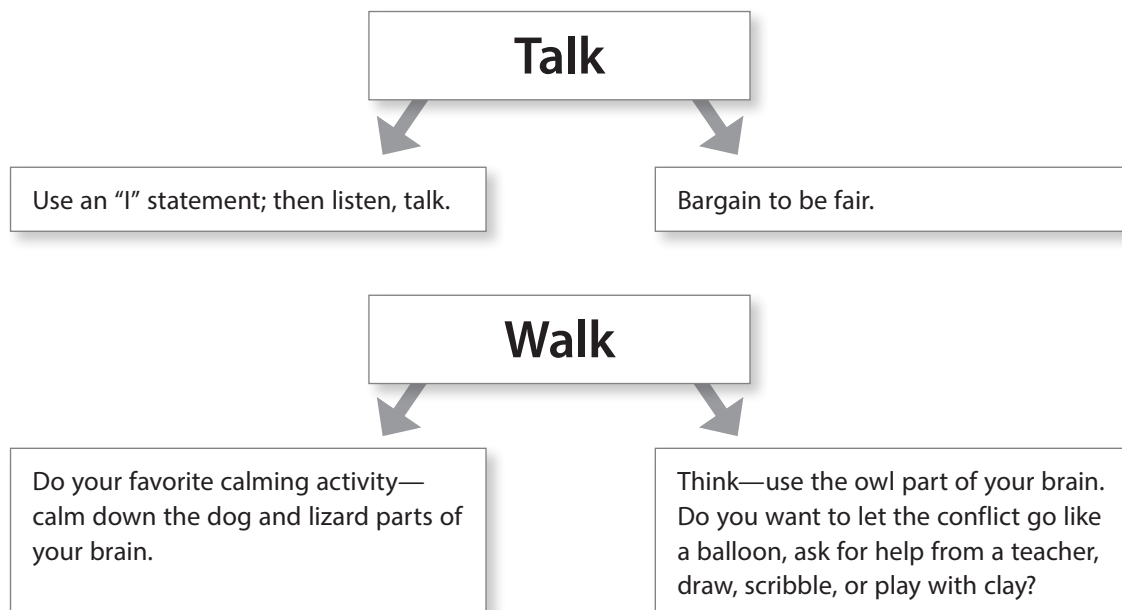 Talk
Use an “I” statement; then listen, talk.
Bargain to be fair.
Walk
Do your favorite calming activity—
calm down the dog and lizard parts of
your brain.
Think—use the owl part of your brain.
Do you want to let the conflict go like
a balloon, ask for help from a teacher,
draw, scribble, or play with clay?